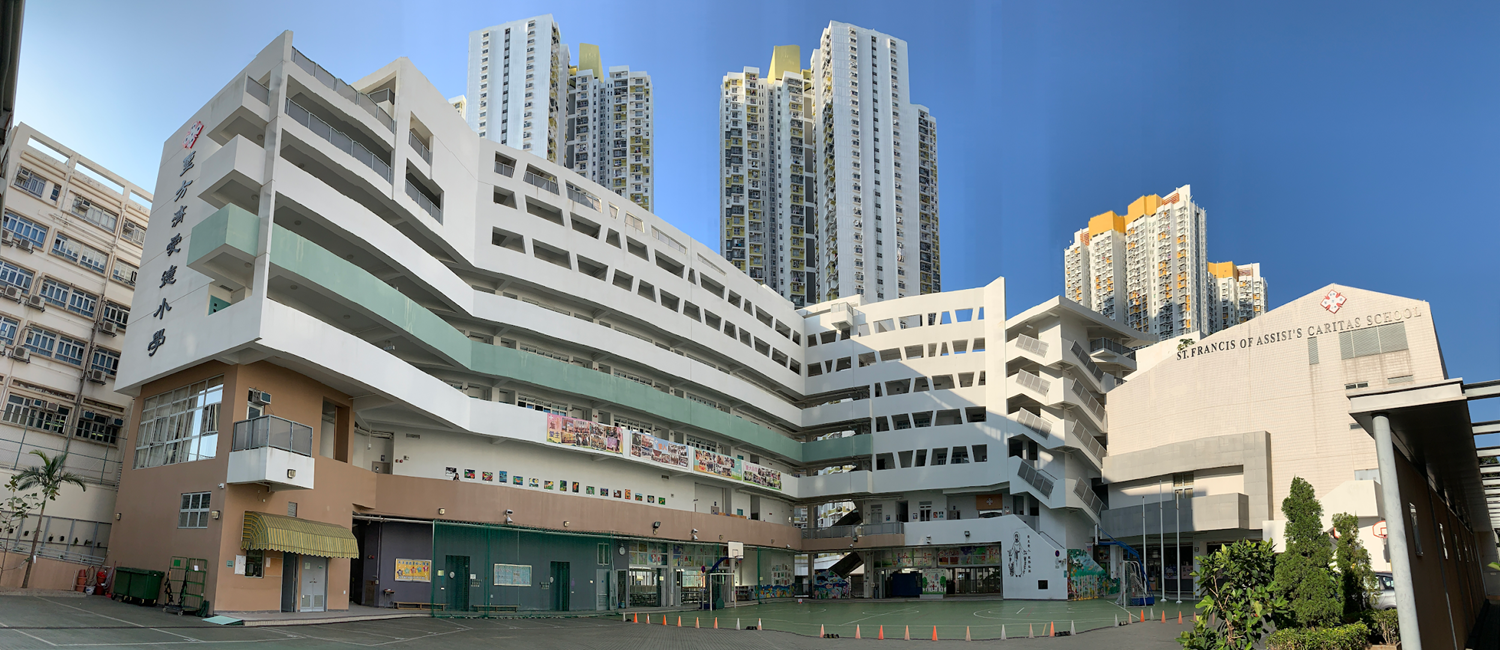 聖方濟愛德小學
ST. FRANCIS OF ASSISI'S CARITAS SCHOOL